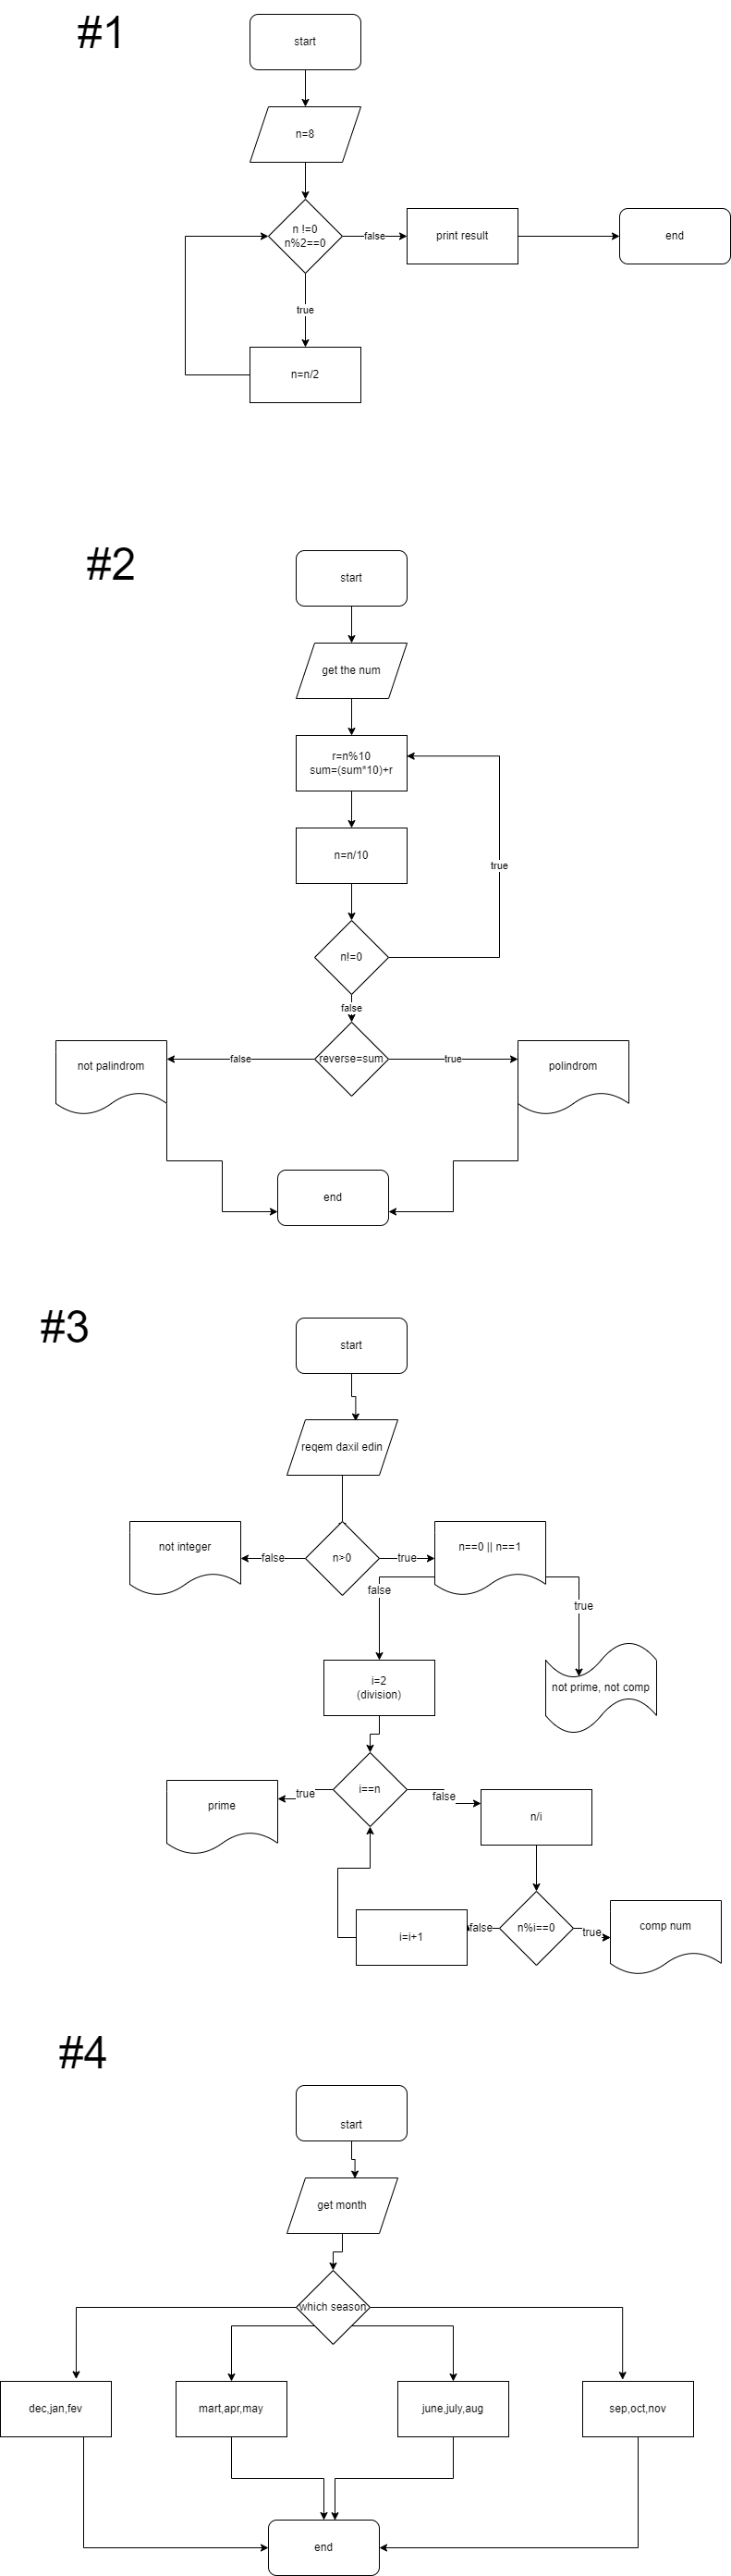 #1
start
n=8
n !=0
n%2==0
false
print result
end
true
n=n/2
#2
start
get the num
r=n%10
sum=(sum*10)+r
n=n/10
true
n!=0
false
not palindrom
false
reverse=sum
true
polindrom
end
#3
start
reqem daxil edin
not integer
false
n>0
true
n==0 || n==1
false
true
i=2
(division)
not prime, not comp
prime
true
i==n
false
n/i
i=i+1
false
n%i==0
true
comp num
#4
start
get month
which season
dec,jan,fev
mart,apr,may
june,july,aug
sep,oct,nov
end